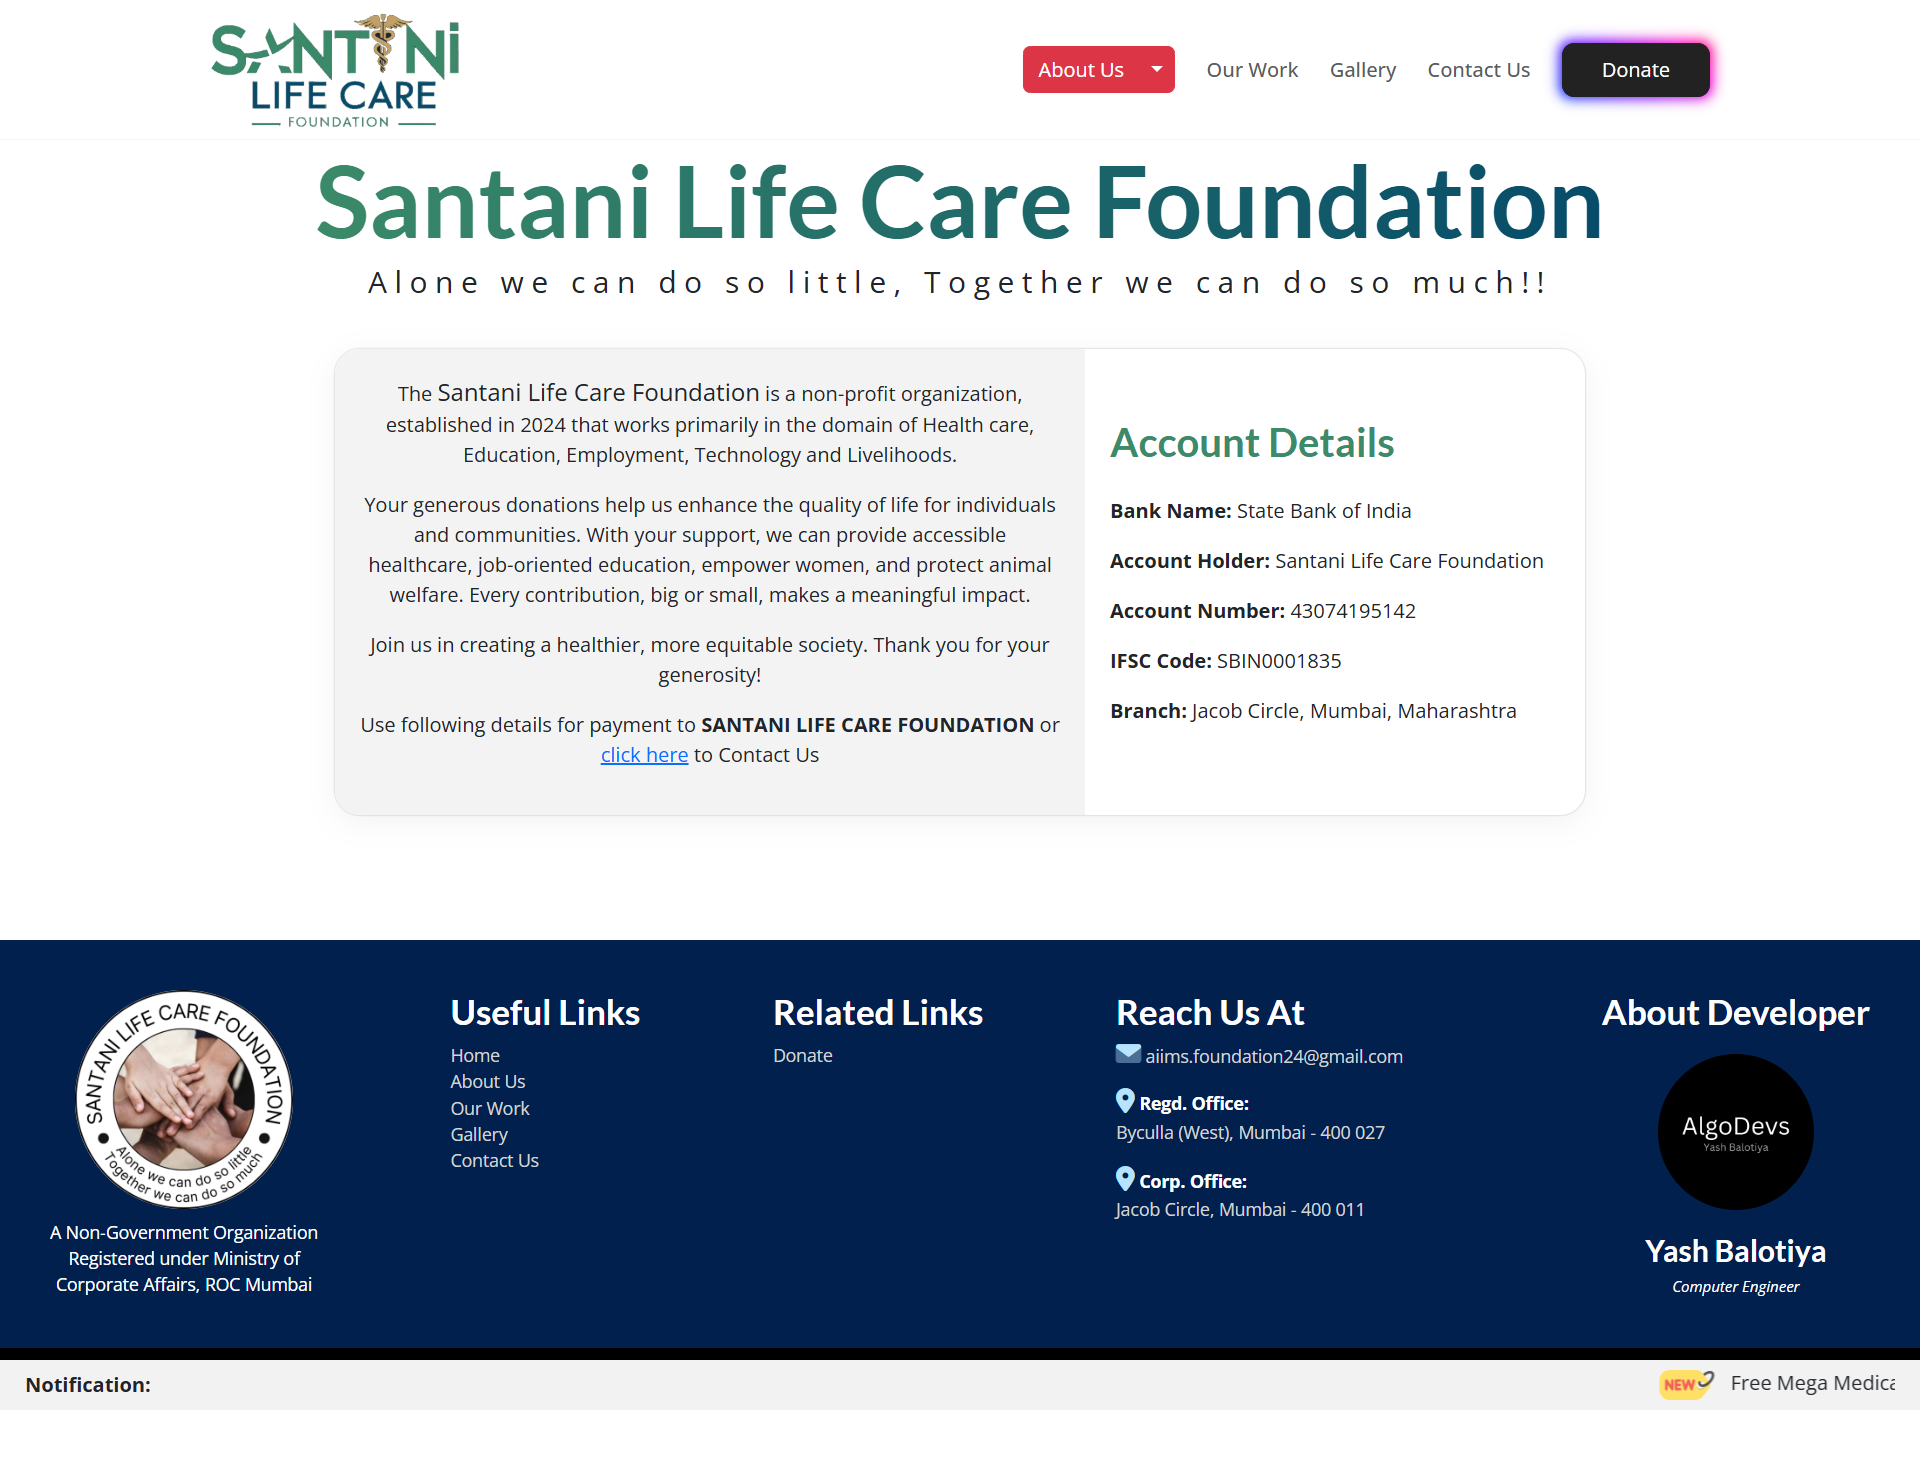 SANTANI
LIFE CARE
FOUNDATION
About Us
Our Work
Gallery
Contact Us
Donate
Santani Life Care Foundation
Alone we can do so little, Together we can do so much!!
The Santani Life Care Foundation is a non-profit organization,
established in 2024 that works primarily in the domain of Health care,
Education, Employment, Technology and Livelihoods.
Your generous donations help us enhance the quality of life for individuals
and communities. With your support, we can provide accessible
healthcare, job-oriented education, empower women, and protect animal
welfare. Every contribution, big or small, makes a meaningful impact.
Join us in creating a healthier, more equitable society. Thank you for your
generosity!
Use following details for payment to SANTANI LIFE CARE FOUNDATION or
click here to Contact Us
Account Details
Bank Name: State Bank of India
Account Holder: Santani Life Care Foundation
Account Number: 43074195142
IFSC Code: SBIN0001835
Branch: Jacob Circle, Mumbai, Maharashtra
SANTANI LIFE CARE FOUNDATION
Alone we can do so little
Together we can do so much
A Non-Government Organization
Registered under Ministry of
Corporate Affairs, ROC Mumbai
Useful Links
Home
About Us
Our Work
Gallery
Contact Us
Related Links
Donate
Reach Us At
aiims.foundation24@gmail.com
Regd. Office:
Byculla (West), Mumbai - 400 027
Corp. Office:
Jacob Circle, Mumbai - 400 011
About Developer
AlgoDevs
Yash Balotiya
Yash Balotiya
Computer Engineer
Notification:
NEW
Free Mega Medica